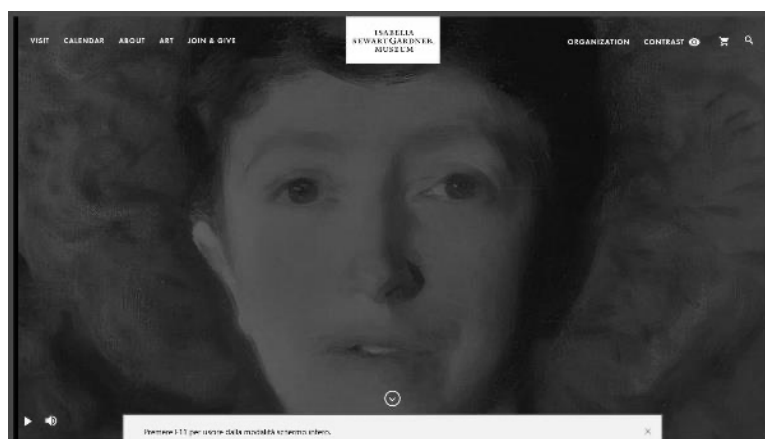 VISIT CALENDAR ABOUT ART JOIN & GIVE
ISABELLA
STEWART GARDNER
MUSEUM
ORGANIZATION CONTRAST
Premere F11 per uscire dalla modalità schermo intero.